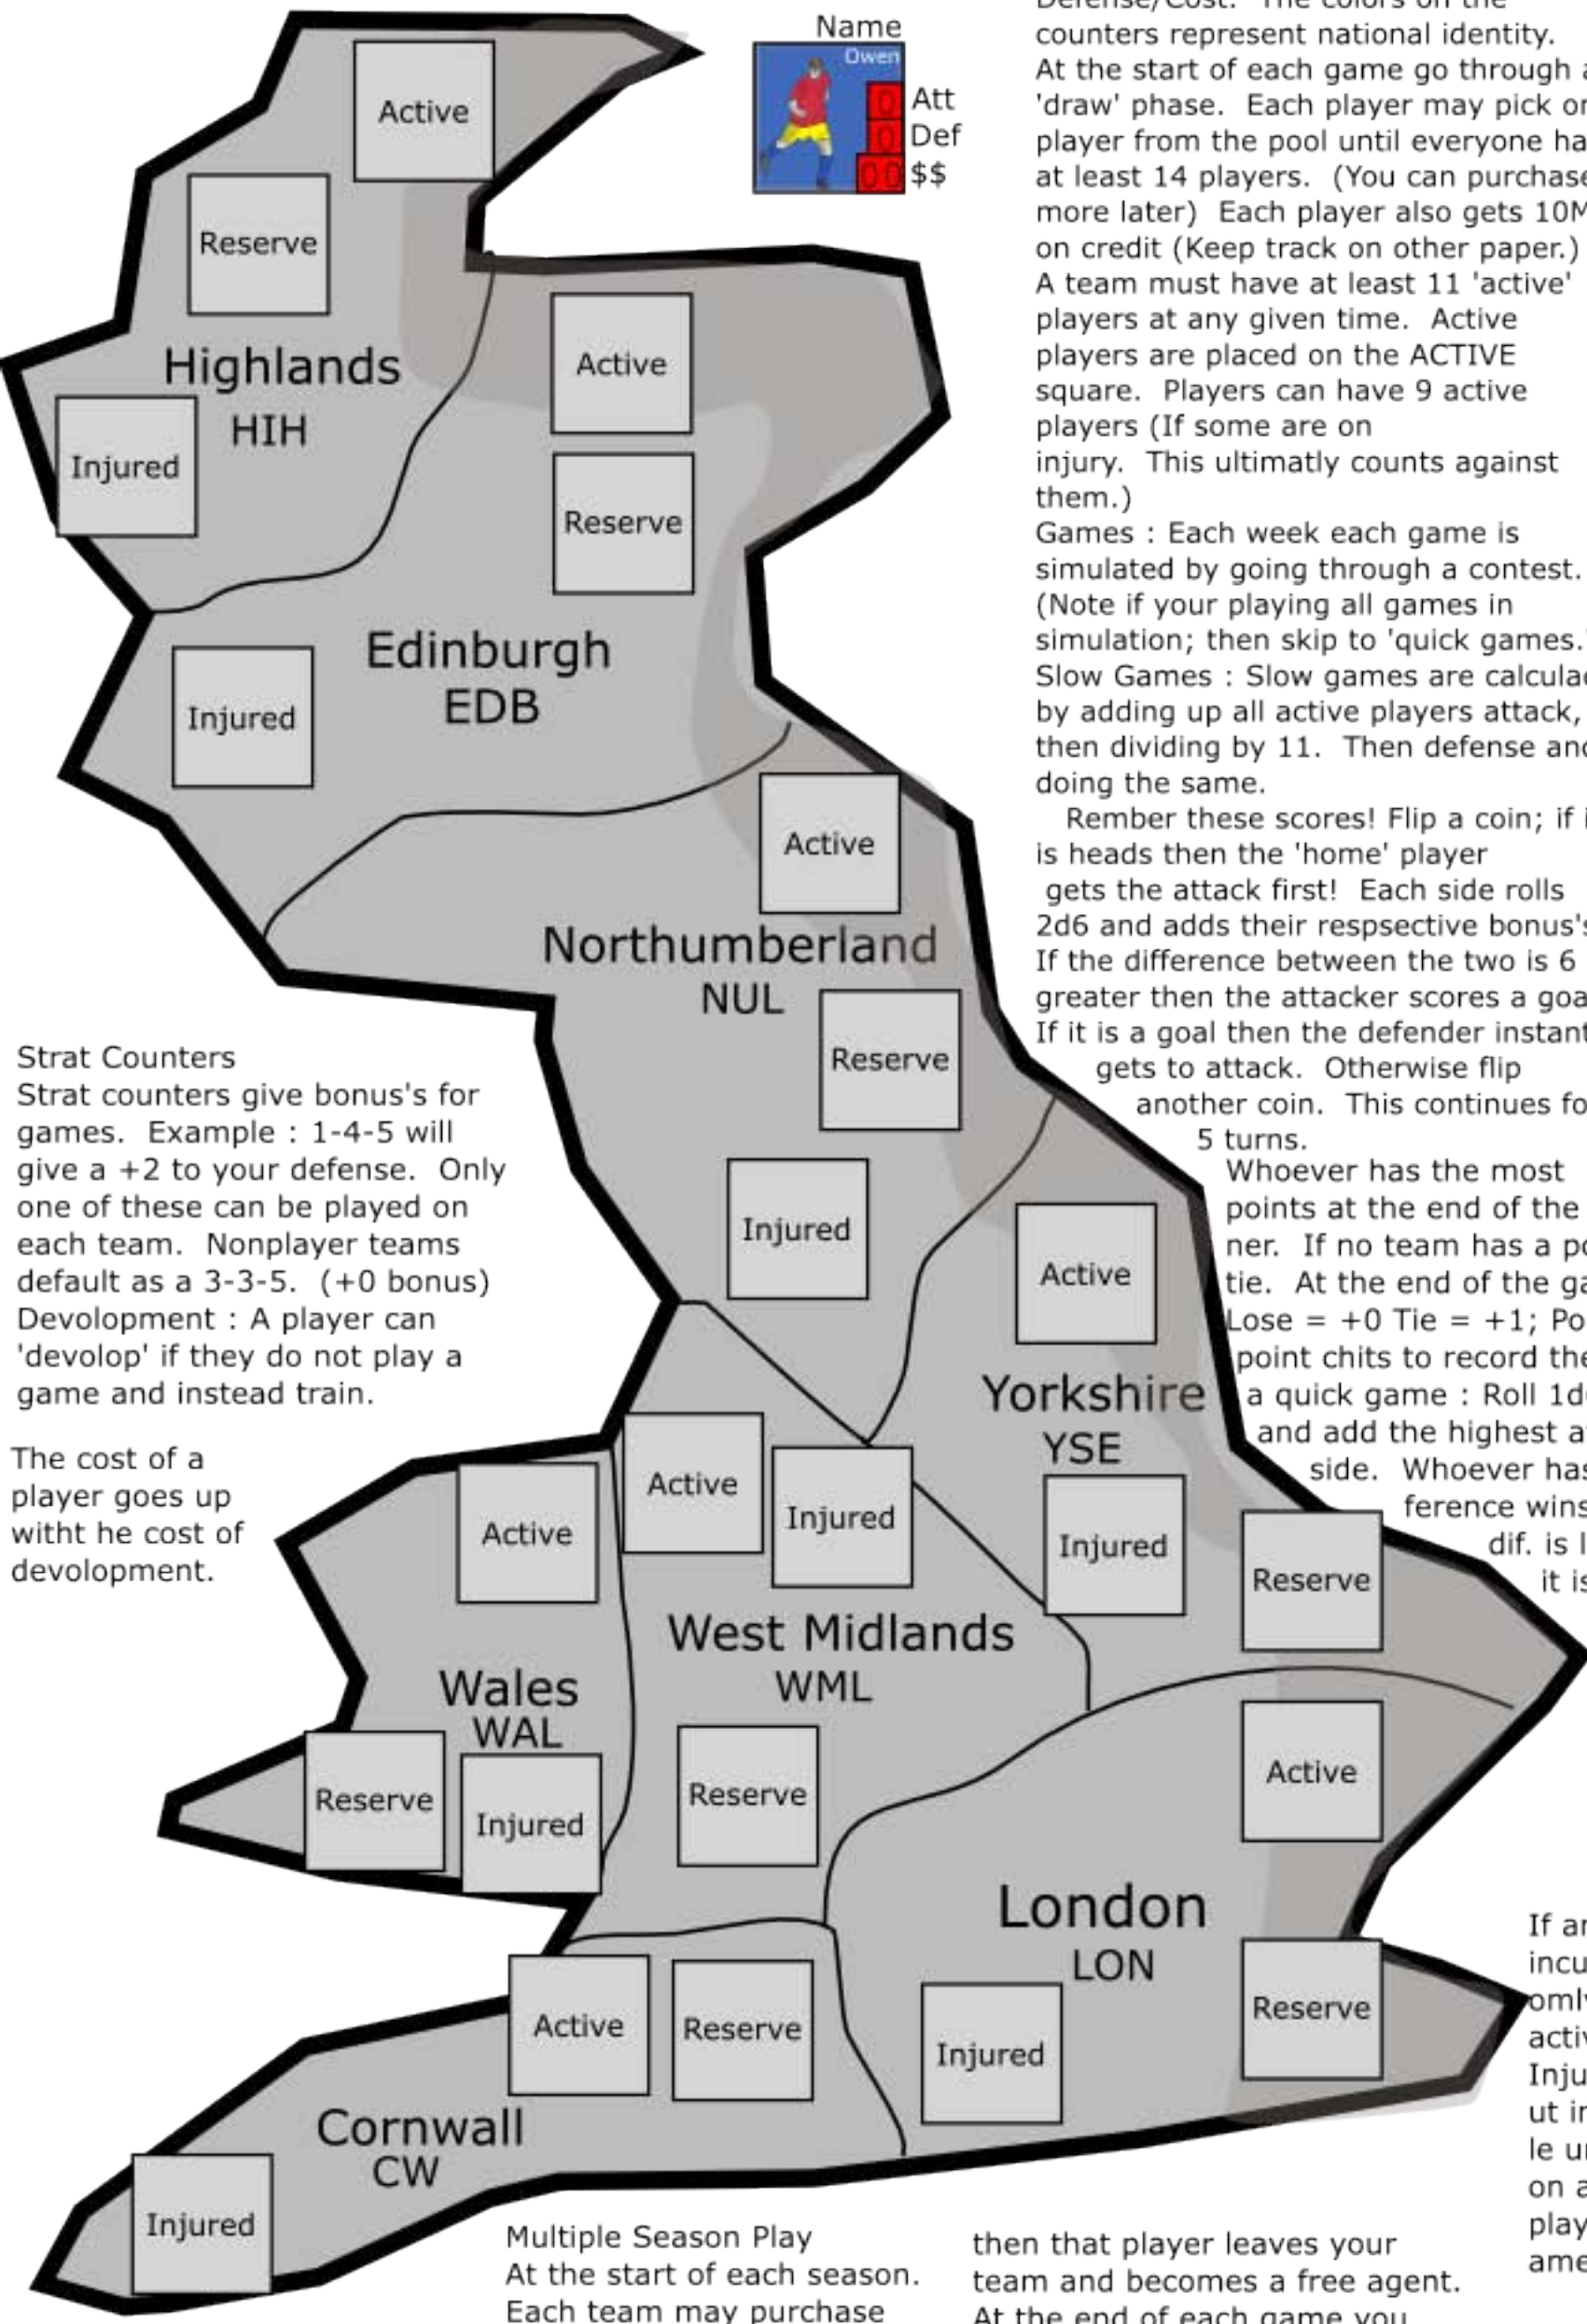 Name
Owen
0 Att
0 Def
00 $$
Defense/Cost. The colors on the
counters represent national identity.
At the start of each game go through a
'draw' phase. Each player may pick
player from the pool until everyone
at least 14 players. (You can purchase
more later) Each player also gets 10M
on credit (Keep track on other paper.)
A team must have at least 11 'active'
players at any given time. Active
players are placed on the ACTIVE
square. Players can have 9 active
players (If some are on
injury. This ultimatly counts against
them.)
Games : Each week each game is
simulated by going through a contest.
(Note if your playing all games in
simulation; then skip to 'quick games.'
Slow Games : Slow games are
by adding up all active players attack,
then dividing by 11. Then defense and
doing the same.
Rember these scores! Flip a coin; if
is heads then the 'home' player
gets the attack first! Each side rolls
2d6 and adds their respsective bonus's
If the difference between the two is 6
greater then the attacker scores a
If it is a goal then the defender
gets to attack. Otherwise flip
another coin. This continues
5 turns.
Whoever has the most
points at the end of the
ner. If no team has a
tie. At the end of the
Lose = +0 Tie = +1;
point chits to record
a quick game : Roll
and add the highest
side. Whoever has
ference wins
dif. is
it is
Active
Reserve
Highlands
HIH
Injured
Active
Reserve
Edinburgh
EDB
Injured
Active
Northumberland
NUL
Reserve
Injured
Strat Counters
Strat counters give bonus's for
games. Example : 1-4-5 will
give a +2 to your defense. Only
one of these can be played on
each team. Nonplayer teams
default as a 3-3-5. (+0 bonus)
Devolopment : A player can
'devolop' if they do not play a
game and instead train.
The cost of a
player goes up
witht he cost of
devolopment.
Active
Yorkshire
YSE
Injured
Reserve
Active
Injured
West Midlands
WML
Reserve
Active
Wales
WAL
Reserve
Injured
Active
London
LON
Reserve
Injured
Active
Reserve
Cornwall
CW
Injured
If
le
on
Multiple Season Play
At the start of each season.
Each team may purchase
then that player leaves your
team and becomes a free agent.
At the end of each game you